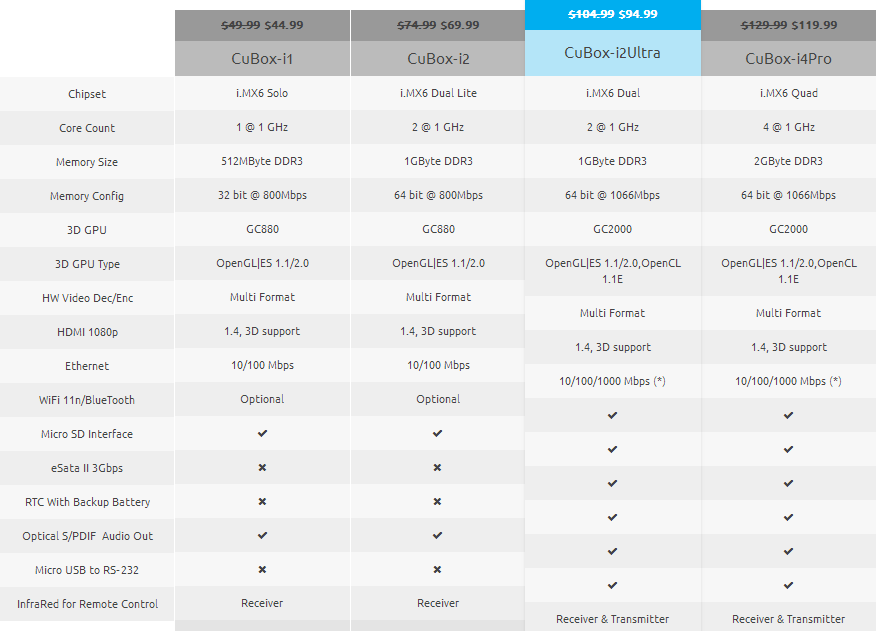 $49.99 $44.99 $74.99 $69.99 $104.99 $94.99 $129.99 $119.99
CuBox-i1 CuBox-i2 CuBox-i2Ultra CuBox-i4Pro
Chipset i.MX6 Solo i.MX6 Dual Lite i.MX6 Dual i.MX6 Quad
Core Count 1 @ 1 GHz 2 @ 1 GHz 2 @ 1 GHz 4 @ 1 GHz
Memory Size 512MByte DDR3 1GByte DDR3 1GByte DDR3 2GByte DDR3
Memory Config 32 bit @ 800Mbps 64 bit @ 800Mbps 64 bit @ 1066Mbps 64 bit @ 1066Mbps
3D GPU GC880 GC880 GC2000 GC2000
3D GPU Type OpenGL|ES 1.1/2.0 OpenGL|ES 1.1/2.0 OpenGL|ES 1.1/2.0,OpenCL OpenGL|ES 1.1/2.0,OpenCL
1.1E 1.1E
HW Video Dec/Enc Multi Format Multi Format Multi Format Multi Format
HDMI 1080p 1.4, 3D support 1.4, 3D support 1.4, 3D support 1.4, 3D support
Ethernet 10/100 Mbps 10/100 Mbps 10/100/1000 Mbps (*) 10/100/1000 Mbps (*)
WiFi 11n/BlueTooth Optional Optional ✔ ✔
Micro SD Interface ✔ ✔ ✔ ✔
eSata II 3Gbps ✖ ✖ ✔ ✔
RTC With Backup Battery ✖ ✖ ✔ ✔
Optical S/PDIF Audio Out ✔ ✔ ✔ ✔
Micro USB to RS-232 ✖ ✖ ✔ ✔
InfraRed for Remote Control Receiver Receiver Receiver & Transmitter Receiver & Transmitter